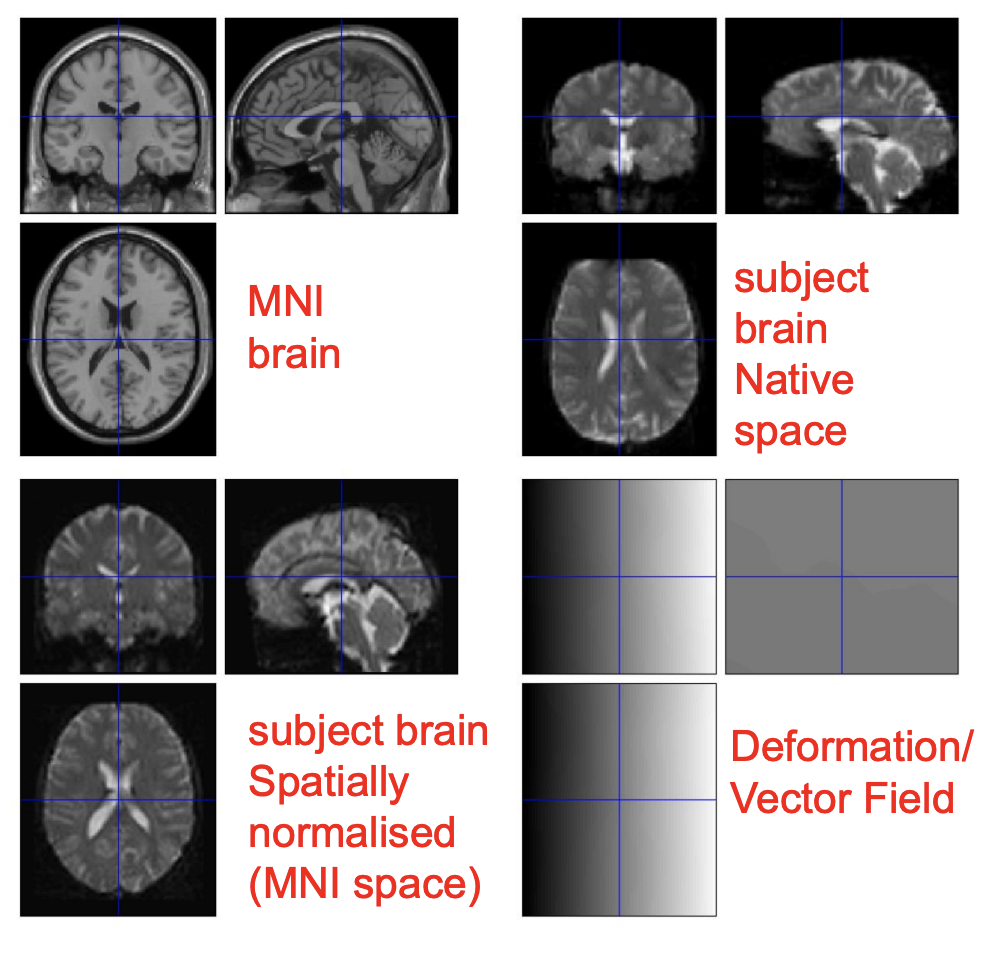 MNI
brain
subject
brain
Native
space
subject brain
Spatially
normalised
(MNI space)
Deformation/
Vector Field